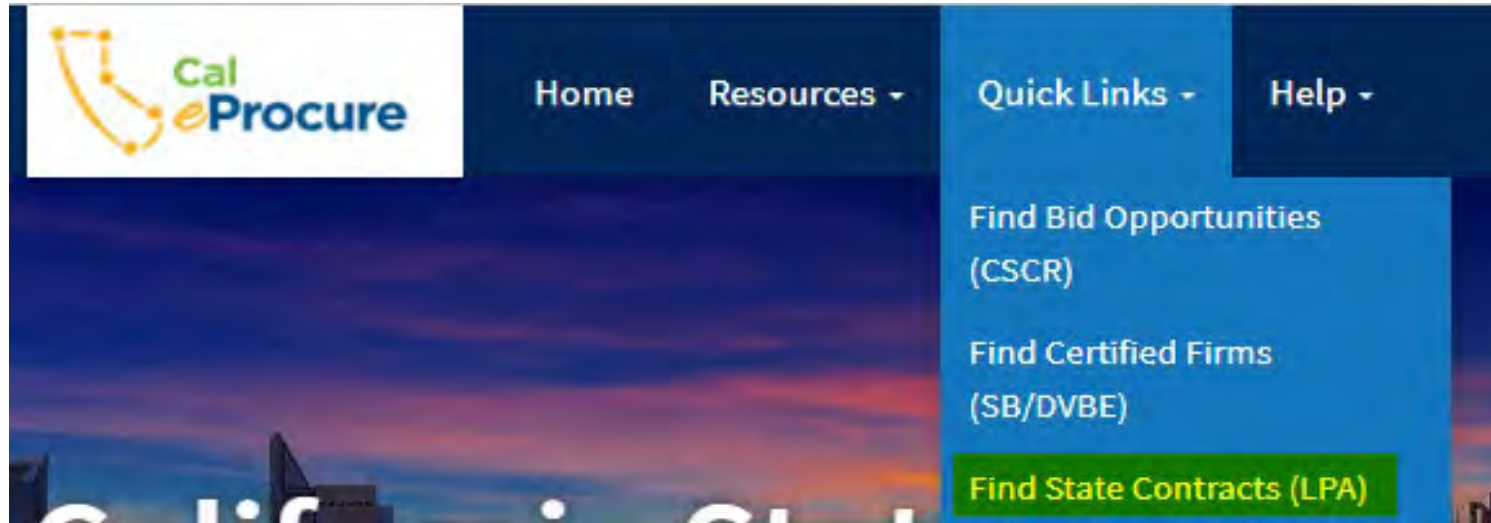 Cal
eProcure
Home Resources Quick Links Help
Find Bid Opportunities
(CSCR)
Find Certified Firms
(SB/DVBE)
Find State Contracts (LPA)